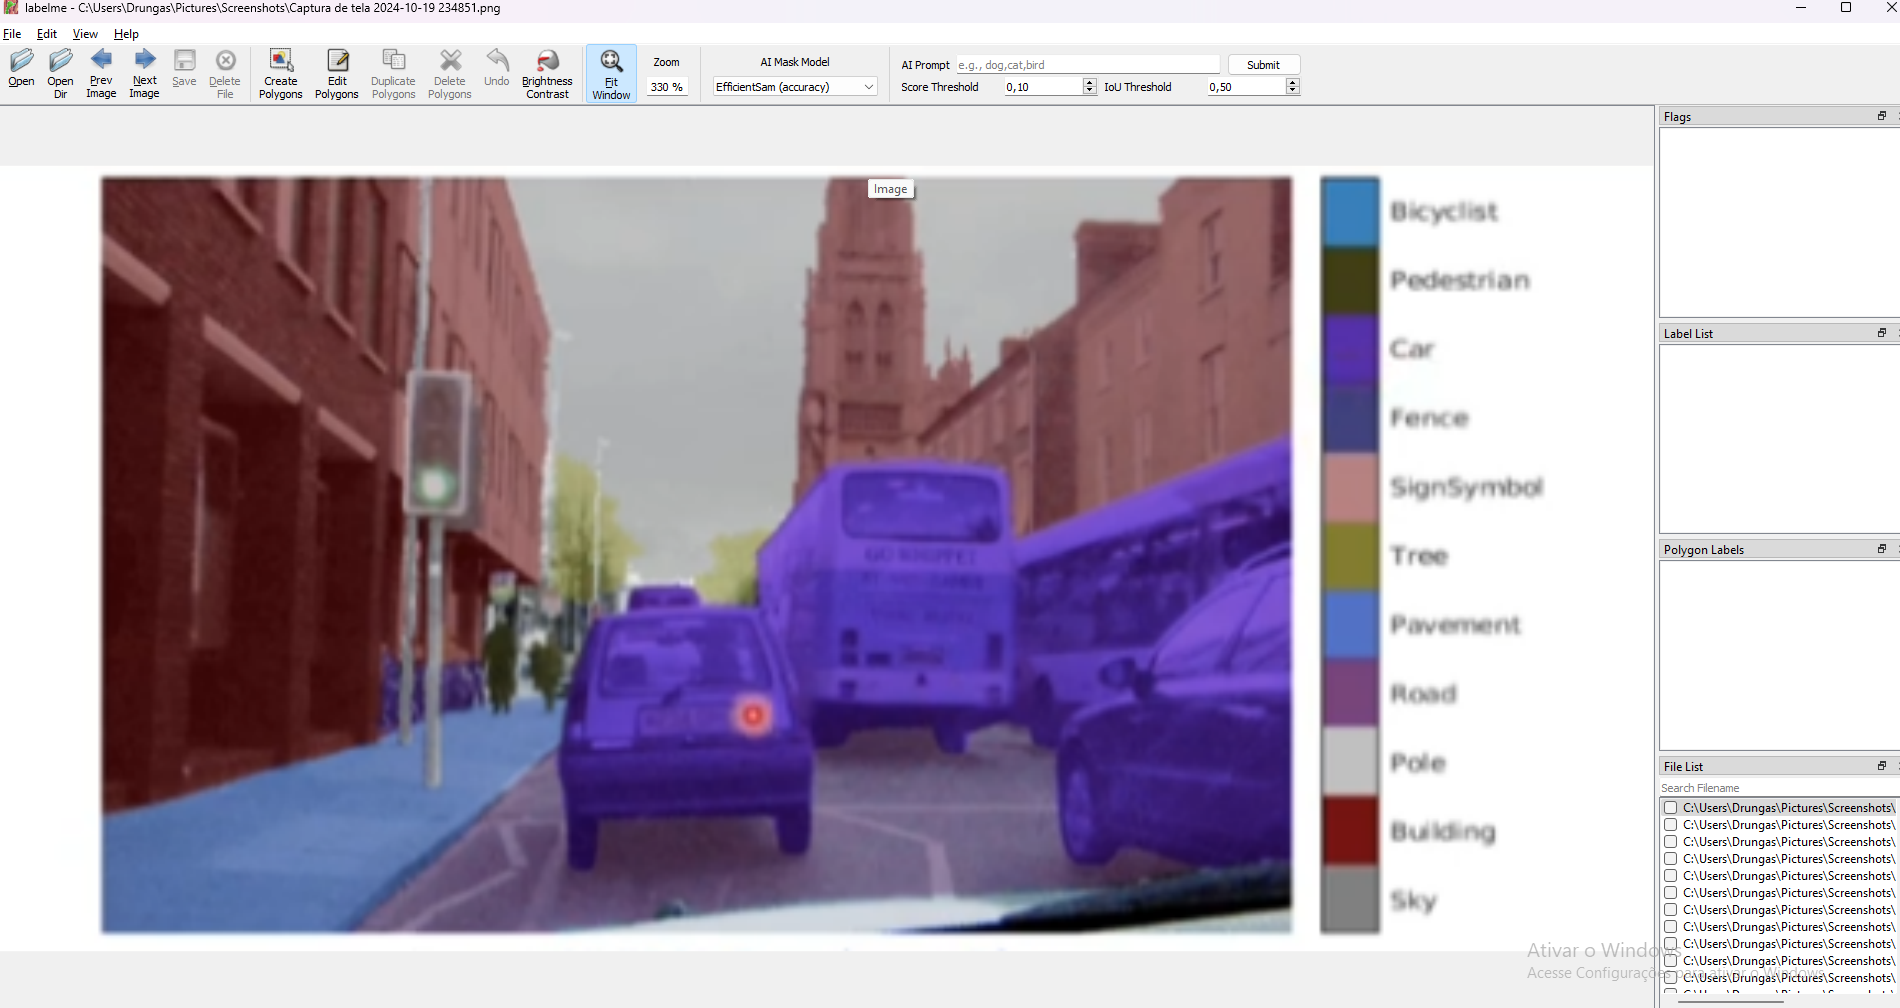 labelme - C:\Users\Drungas\Pictures\Screenshots\Captura de tela 2024-10-19 234851.png
File Edit View Help
Open
Open Dir
Prev Image
Next Image
Save
Delete File
Create Polygons
Edit Polygons
Duplicate Polygons
Delete Polygons
Undo
Brightness Contrast
Fit Window
Zoom
330 %
AI Mask Model
EfficientSam (accuracy)
AI Prompt e.g., dog,cat,bird Submit
Score Threshold 0,10 IoU Threshold 0,50
Image
GO WHIPPET
Bicyclist
Pedestrian
Car
Fence
SignSymbol
Tree
Pavement
Road
Pole
Building
Sky
Flags
Label List
Polygon Labels
File List
Search Filename
C:\Users\Drungas\Pictures\Screenshots\
C:\Users\Drungas\Pictures\Screenshots\
C:\Users\Drungas\Pictures\Screenshots\
C:\Users\Drungas\Pictures\Screenshots\
C:\Users\Drungas\Pictures\Screenshots\
C:\Users\Drungas\Pictures\Screenshots\
C:\Users\Drungas\Pictures\Screenshots\
C:\Users\Drungas\Pictures\Screenshots\
C:\Users\Drungas\Pictures\Screenshots\
C:\Users\Drungas\Pictures\Screenshots\
C:\Users\Drungas\Pictures\Screenshots\
Ativar o Windows
Acesse Configurações para ativar o Windows.